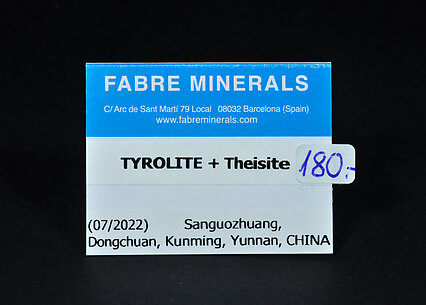 FABRE MINERALS
C/ Arc de Sant Martí 79 Local 08032 Barcelona (Spain)
www.fabreminerals.com
TYROLITE + Theisite
180.-
(07/2022) Sanguozhuang,
Dongchuan, Kunming, Yunnan, CHINA